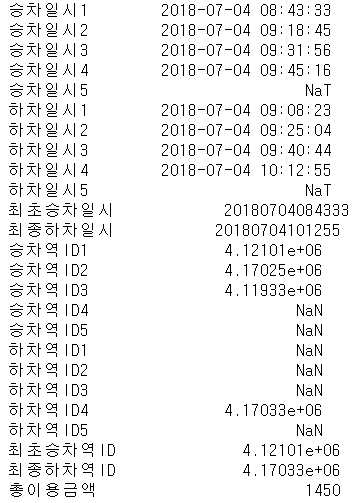 승차일시1 2018-07-04 08:43:33
승차일시2 2018-07-04 09:18:45
승차일시3 2018-07-04 09:31:56
승차일시4 2018-07-04 09:45:16
승차일시5 NaT
하차일시1 2018-07-04 09:08:23
하차일시2 2018-07-04 09:25:04
하차일시3 2018-07-04 09:40:44
하차일시4 2018-07-04 10:12:55
하차일시5 NaT
최초승차일시 20180704084333
최종하차일시 20180704101255
승차역ID1 4.12101e+06
승차역ID2 4.17025e+06
승차역ID3 4.11933e+06
승차역ID4 NaN
승차역ID5 NaN
하차역ID1 NaN
하차역ID2 NaN
하차역ID3 NaN
하차역ID4 4.17033e+06
하차역ID5 NaN
최초승차역ID 4.12101e+06
최종하차역ID 4.17033e+06
총이용금액 1450